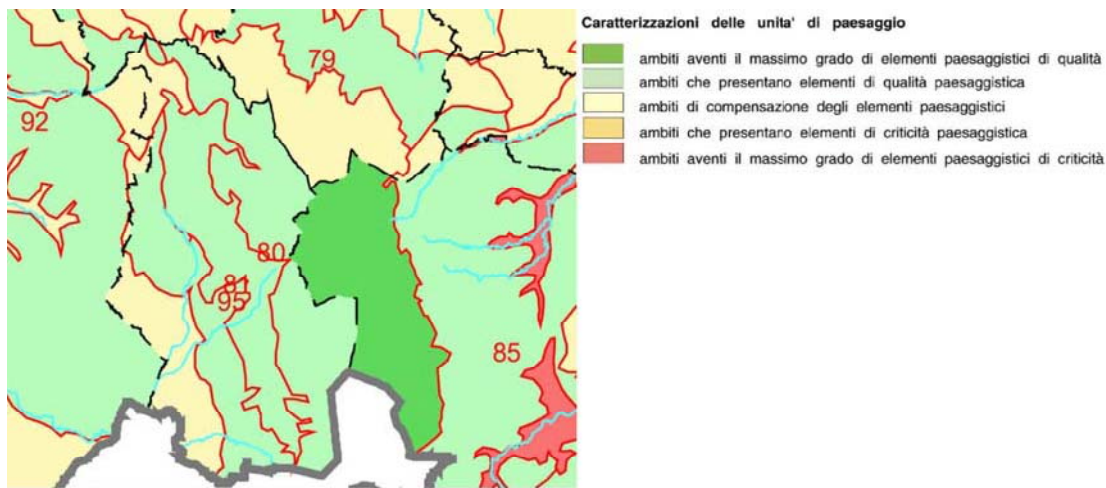 Caratterizzazioni delle unita' di paesaggio
ambiti aventi il massimo grado di elementi paesaggistici di qualità
ambiti che presentano elementi di qualità paesaggistica
ambiti di compensazione degli elementi paesaggistici
ambiti che presentano elementi di criticità paesaggistica
ambiti aventi il massimo grado di elementi paesaggistici di criticità
79
92
80
81
95
85